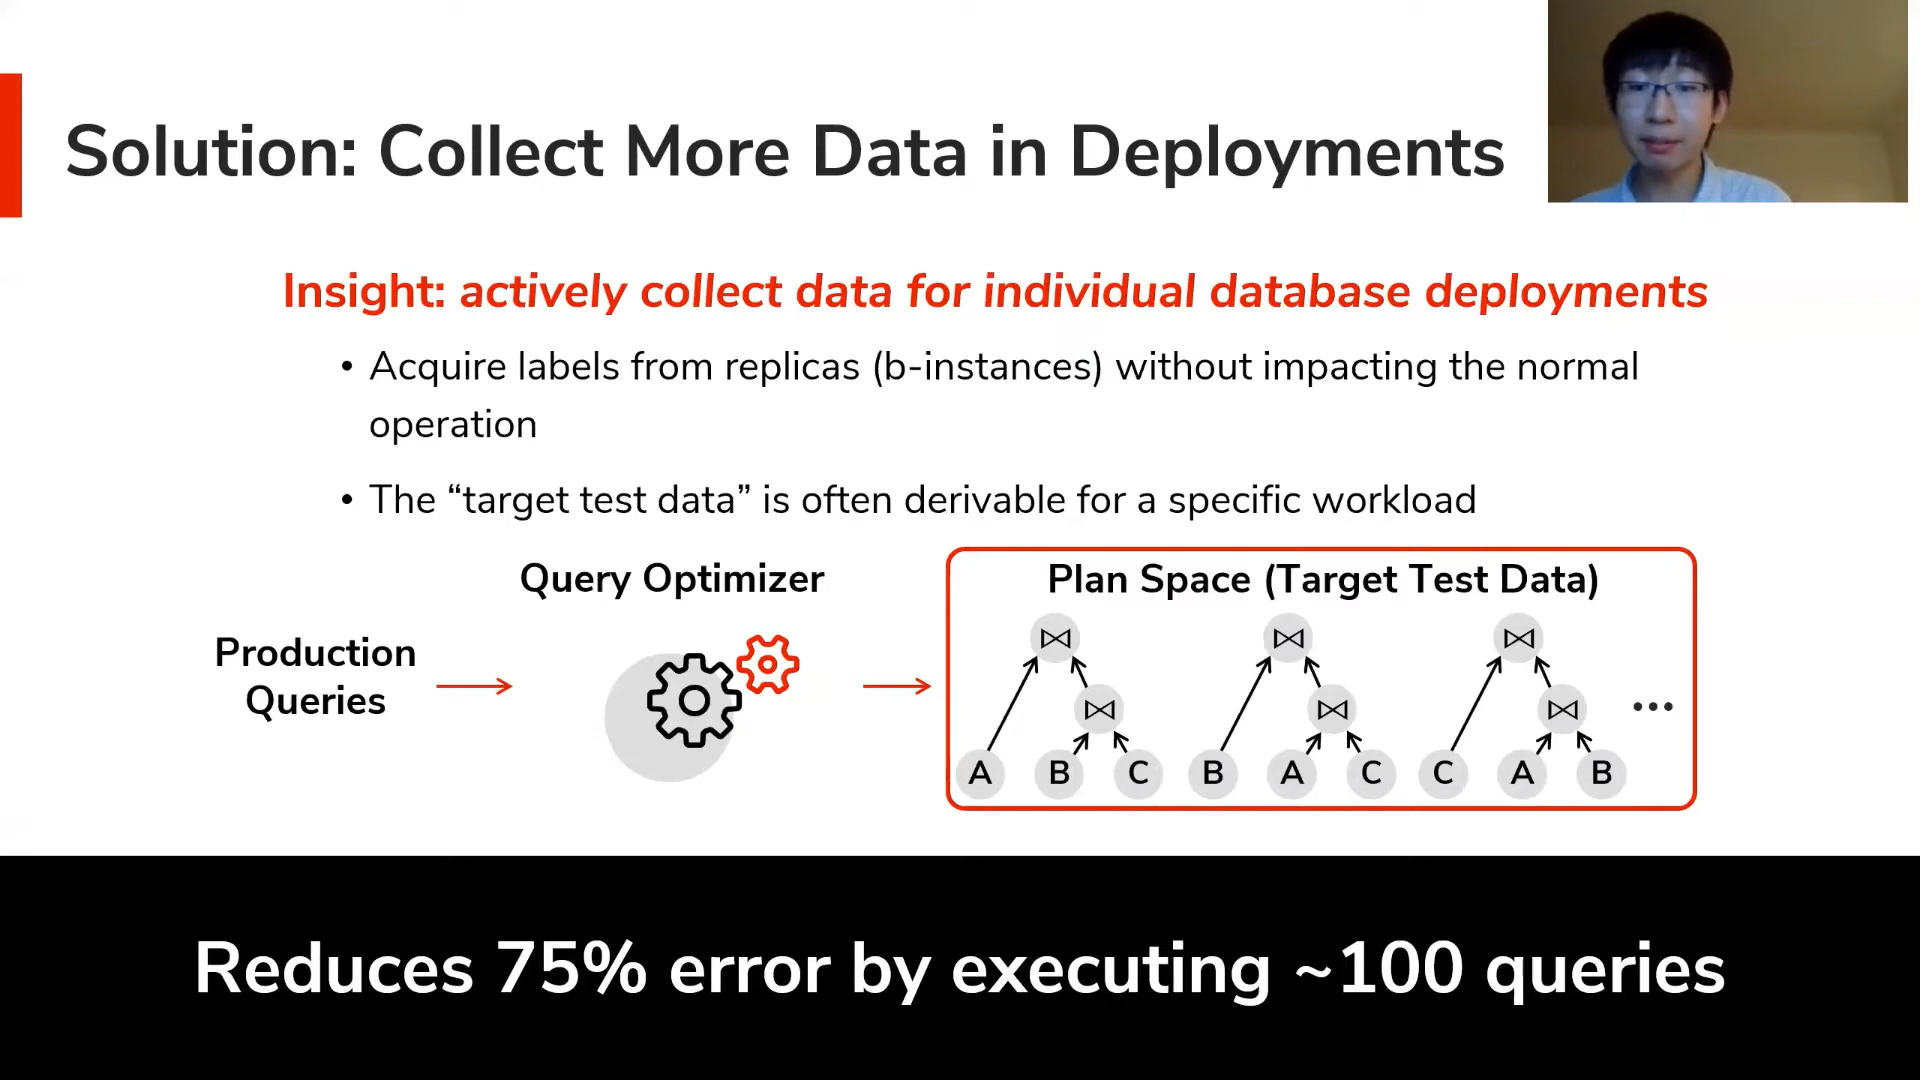 Solution: Collect More Data in Deployments
Insight: actively collect data for individual database deployments
• Acquire labels from replicas (b-instances) without impacting the normal
operation
• The “target test data” is often derivable for a specific workload
Production
Queries
Query Optimizer
Plan Space (Target Test Data)
⋈ ⋈ ⋈
⋈ ⋈ ⋈ •••
A B C B A C C A B
Reduces 75% error by executing ~100 queries